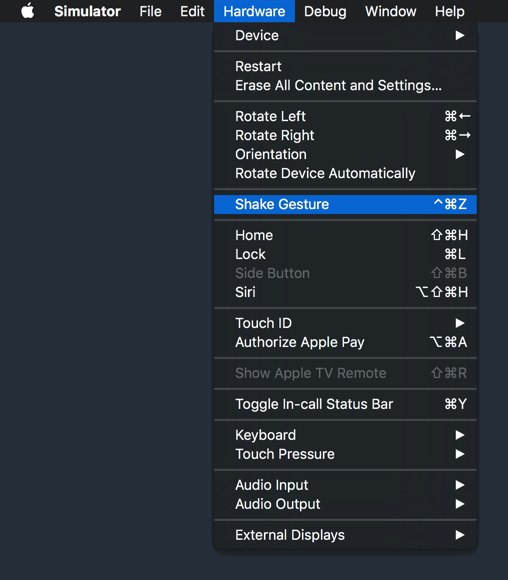 Simulator File Edit Hardware Debug Window Help
Device
Restart
Erase All Content and Settings...
Rotate Left ⌘←
Rotate Right ⌘→
Orientation
Rotate Device Automatically
Shake Gesture ^⌘Z
Home ⇧⌘H
Lock ⌘L
Side Button ⇧⌘B
Siri ⌥⇧⌘H
Touch ID
Authorize Apple Pay ⌥⌘A
Show Apple TV Remote ⇧⌘R
Toggle In-call Status Bar ⌘Y
Keyboard
Touch Pressure
Audio Input
Audio Output
External Displays